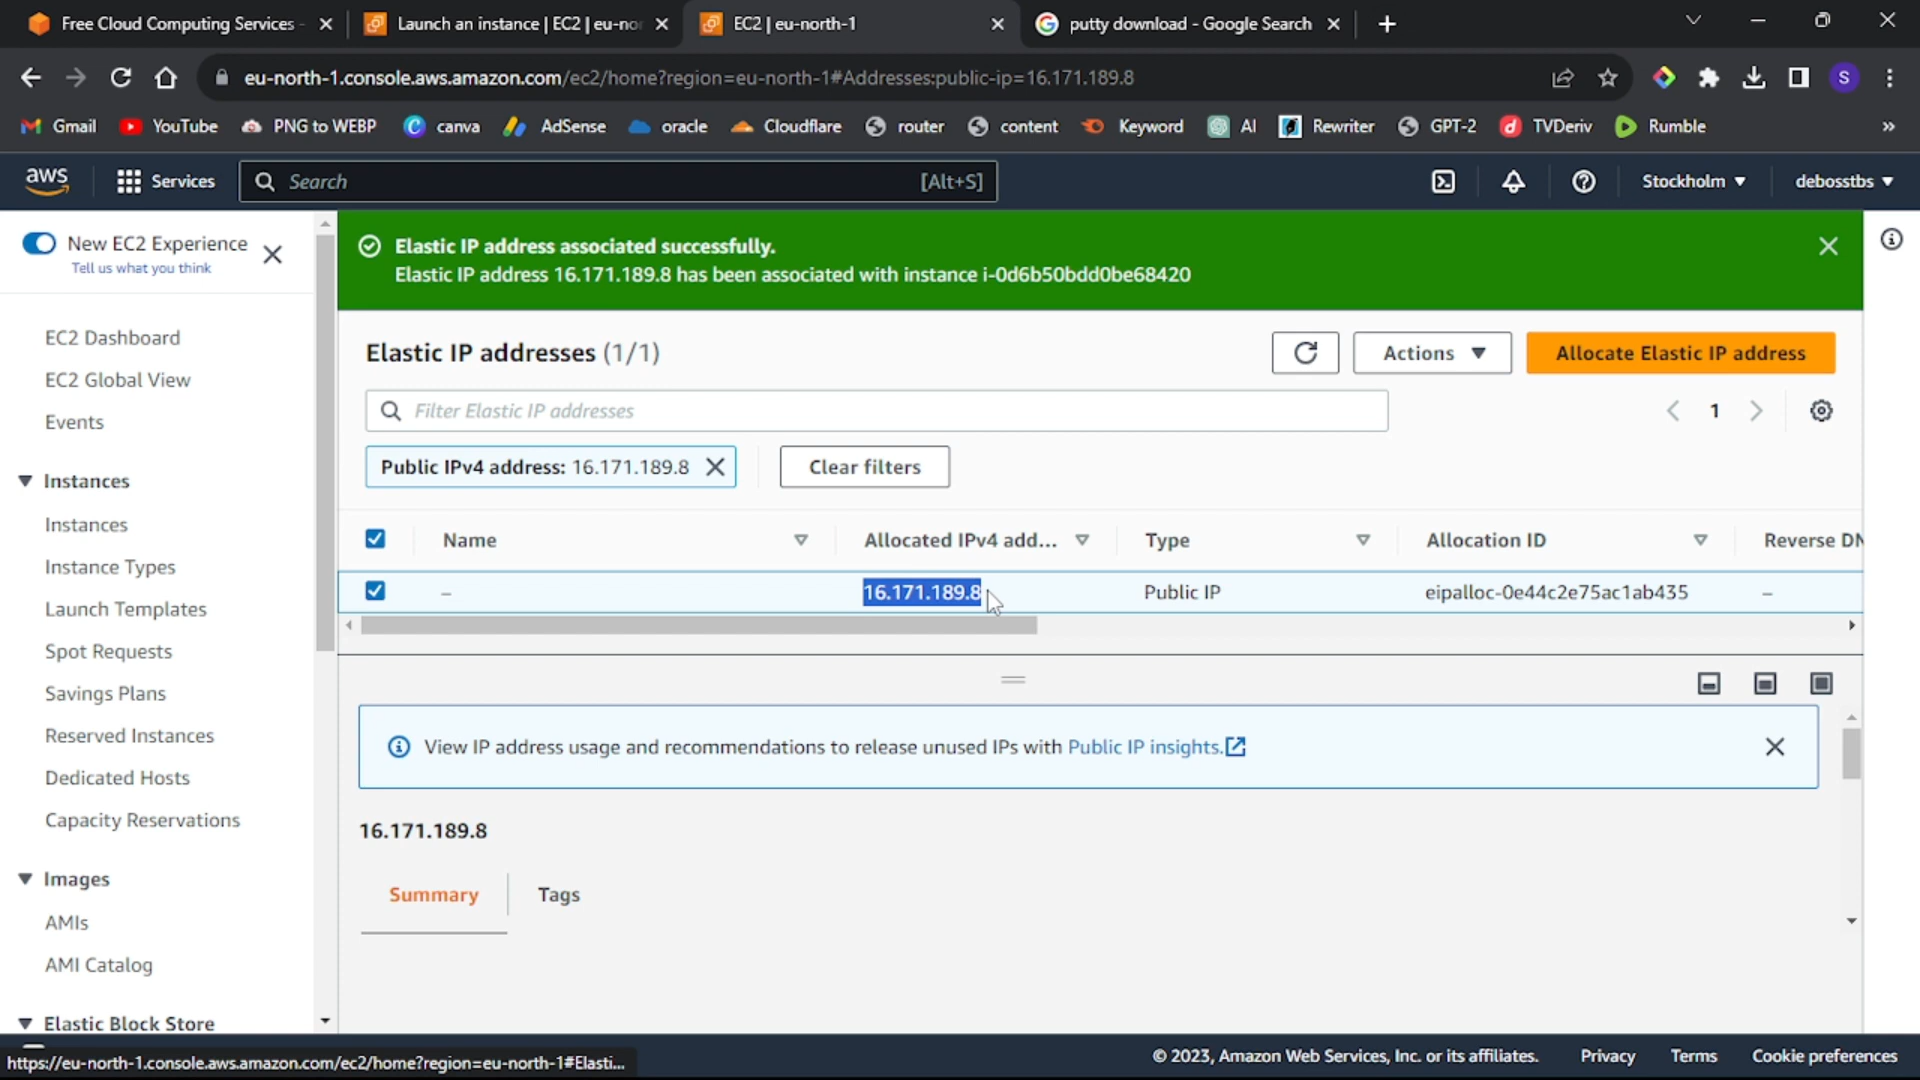 Free Cloud Computing Services -
Launch an instance | EC2 | eu-no
EC2 | eu-north-1
putty download - Google Search
eu-north-1.console.aws.amazon.com/ec2/home?region=eu-north-1#Addresses:public-ip=16.171.189.8
S
Gmail
YouTube
PNG to WEBP
canva
AdSense
oracle
Cloudflare
router
content
Keyword
AI
Rewriter
GPT-2
TVDeriv
Rumble
»
aws
Services
Search
[Alt+S]
Stockholm
debosstbs
New EC2 Experience
Tell us what you think
EC2 Dashboard
EC2 Global View
Events
Instances
Instances
Instance Types
Launch Templates
Spot Requests
Savings Plans
Reserved Instances
Dedicated Hosts
Capacity Reservations
Images
AMIs
AMI Catalog
Elastic Block Store
Elastic IP address associated successfully.
Elastic IP address 16.171.189.8 has been associated with instance i-0d6b50bdd0be68420
Elastic IP addresses (1/1)
Actions
Allocate Elastic IP address
Filter Elastic IP addresses
1
Public IPv4 address: 16.171.189.8
Clear filters
Name
Allocated IPv4 add...
Type
Allocation ID
Reverse DN
–
16.171.189.8
Public IP
eipalloc-0e44c2e75ac1ab435
–
View IP address usage and recommendations to release unused IPs with Public IP insights.
16.171.189.8
Summary
Tags
https://eu-north-1.console.aws.amazon.com/ec2/home?region=eu-north-1#Elasti...
© 2023, Amazon Web Services, Inc. or its affiliates.
Privacy
Terms
Cookie preferences